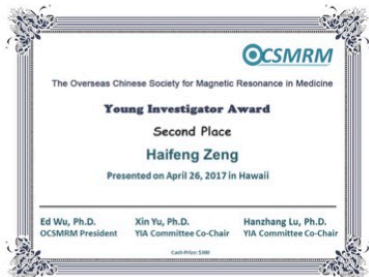 OCSMRM
The Overseas Chinese Society for Magnetic Resonance in Medicine
Young Investigator Award
Second Place
Haifeng Zeng
Presented on April 26, 2017 in Hawaii
Ed Wu, Ph.D. Xin Yu, Ph.D. Hanzhang Lu, Ph.D.
OCSMRM President YIA Committee Co-Chair YIA Committee Co-Chair
Cash Prize: $300